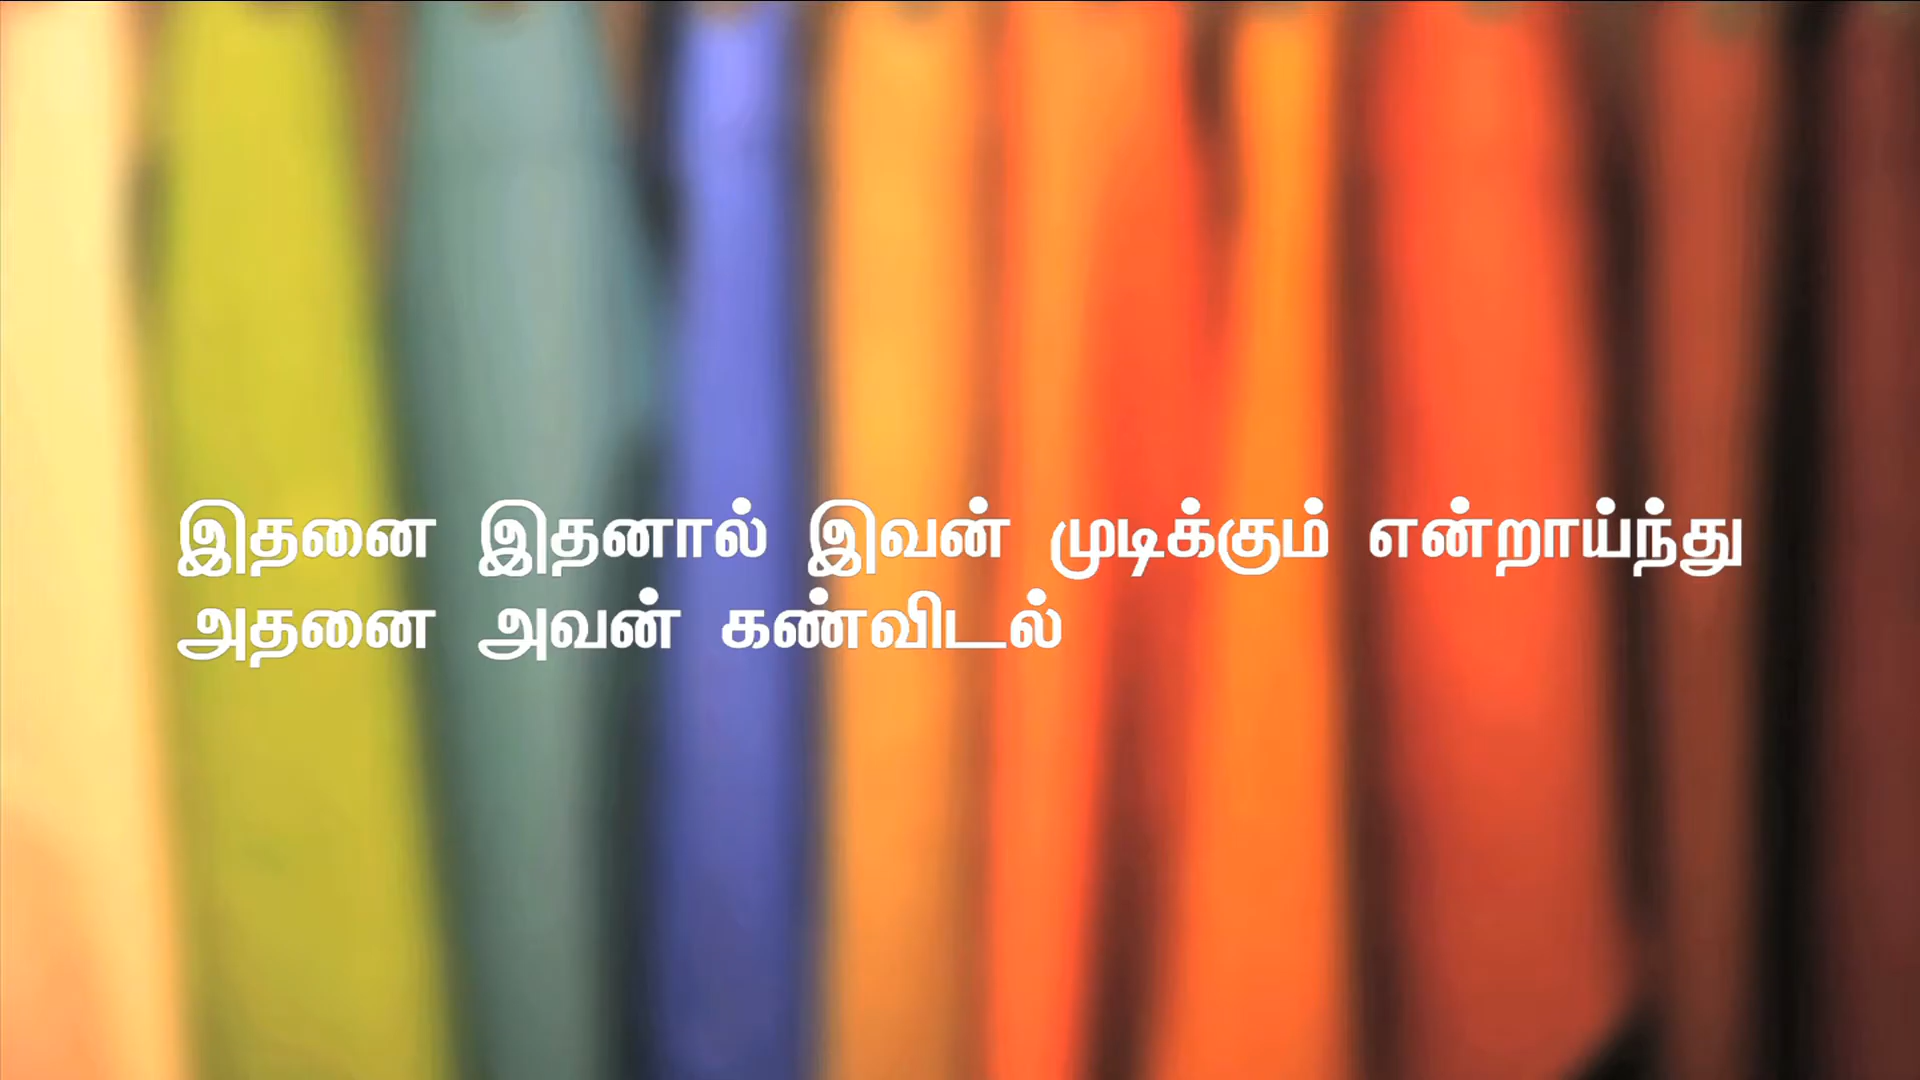 இதனை இதனால் இவன் முடிக்கும் என்றாய்ந்து
அதனை அவன் கண்விடல்